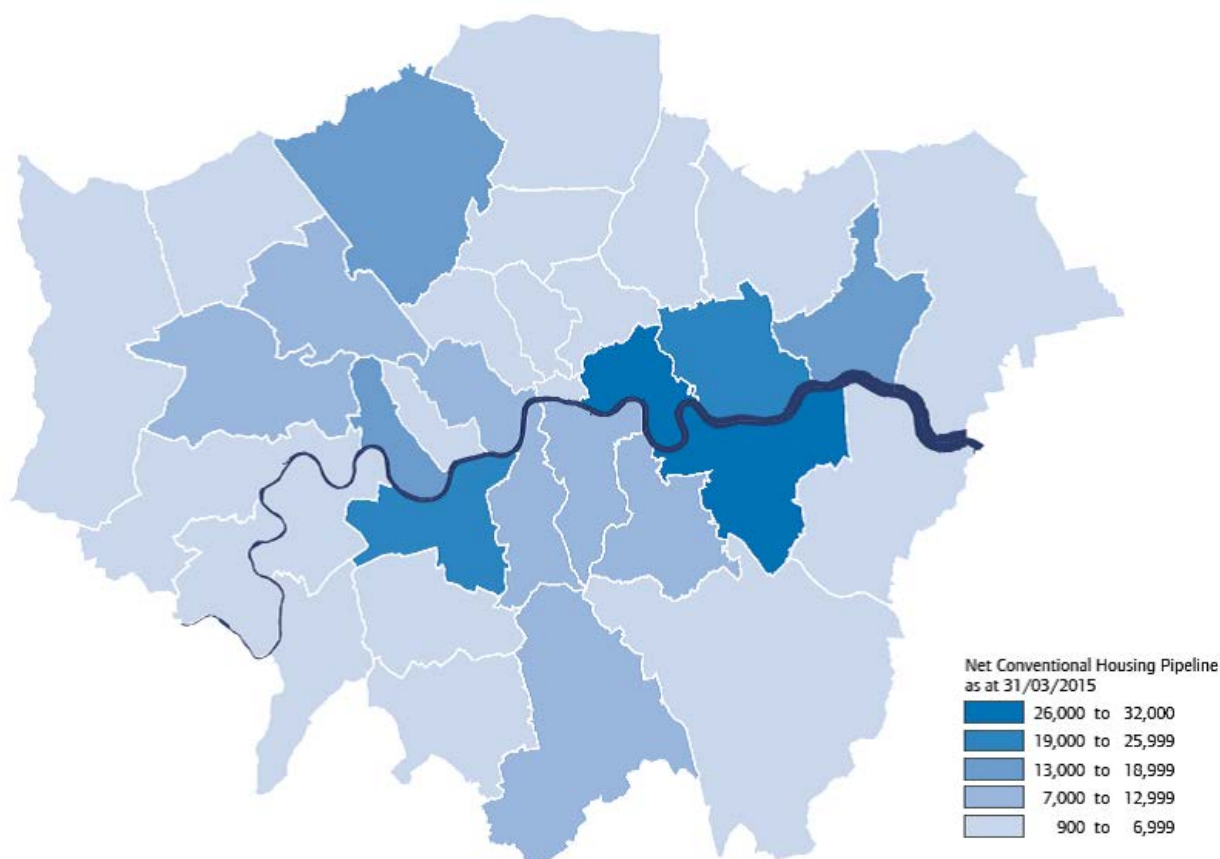 Net Conventional Housing Pipeline
as at 31/03/2015
26,000 to 32,000
19,000 to 25,999
13,000 to 18,999
7,000 to 12,999
900 to 6,999